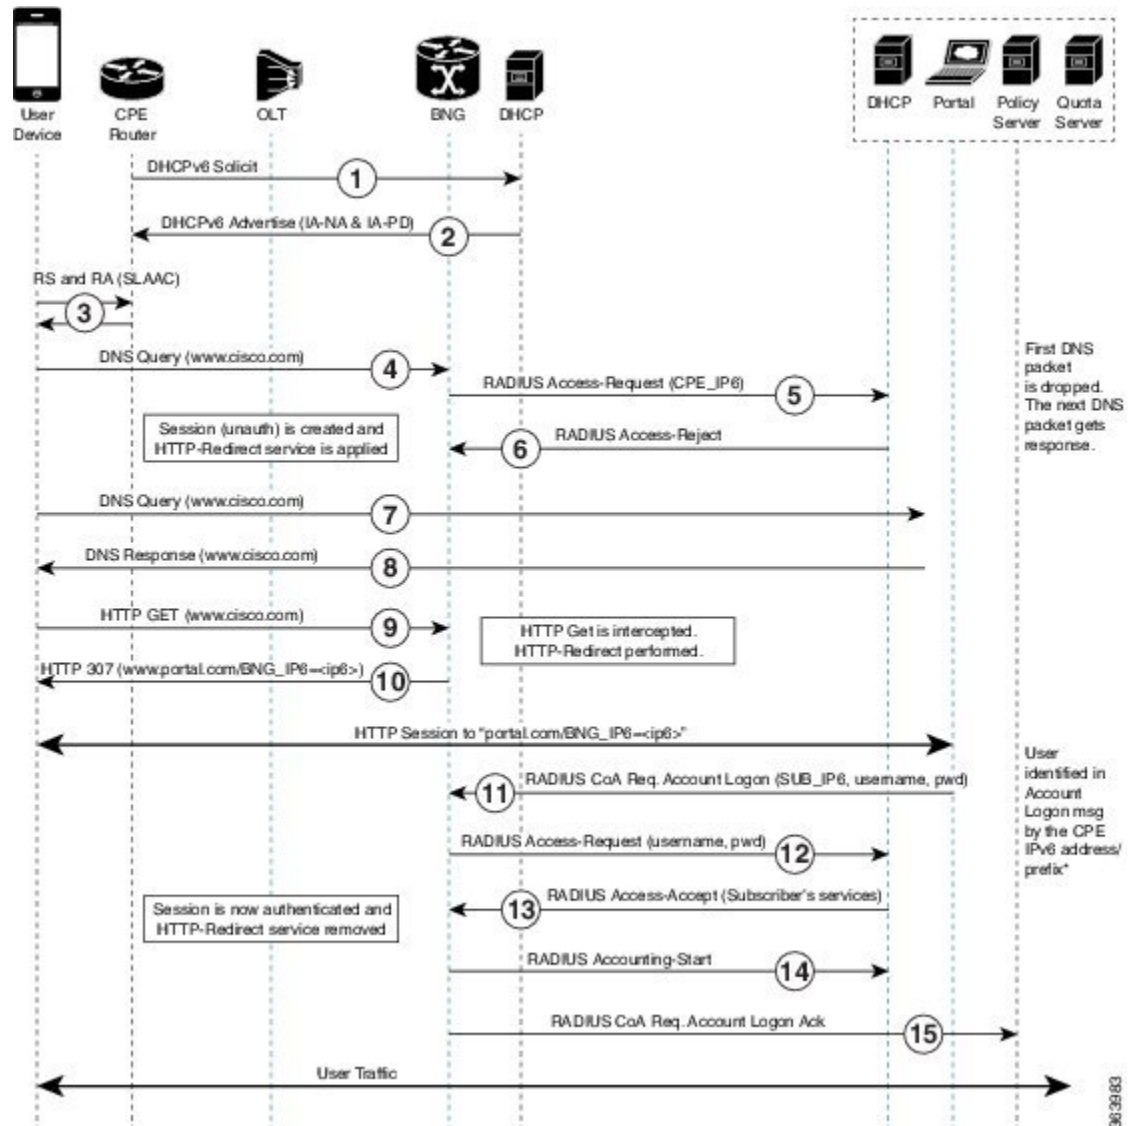 User
Device
CPE
Router
OLT
BNG
DHCP
DHCP
Portal
Policy
Server
Quota
Server
DHCPv6 Solicit
1
DHCPv6 Advertise (IA-NA & IA-PD)
2
RS and RA (SLAAC)
3
DNS Query (www.cisco.com)
4
First DNS
packet
is dropped.
The next DNS
packet gets
response.
RADIUS Access-Request (CPE_IP6)
5
Session (unauth) is created and
HTTP-Redirect service is applied
RADIUS Access-Reject
6
DNS Query (www.cisco.com)
7
DNS Response (www.cisco.com)
8
HTTP GET (www.cisco.com)
9
HTTP Get is intercepted.
HTTP-Redirect performed.
HTTP 307 (www.portal.com/BNG_IP6=<ip6>)
10
HTTP Session to “portal.com/BNG_IP6=<ip6>”
RADIUS CoA Req. Account Logon (SUB_IP6, username, pwd)
11
User
identified in
Account
Logon msg
by the CPE
IPv6 address/
prefix*
RADIUS Access-Request (username, pwd)
12
RADIUS Access-Accept (Subscriber's services)
13
Session is now authenticated and
HTTP-Redirect service removed
RADIUS Accounting-Start
14
RADIUS CoA Req. Account Logon Ack
15
User Traffic
363983